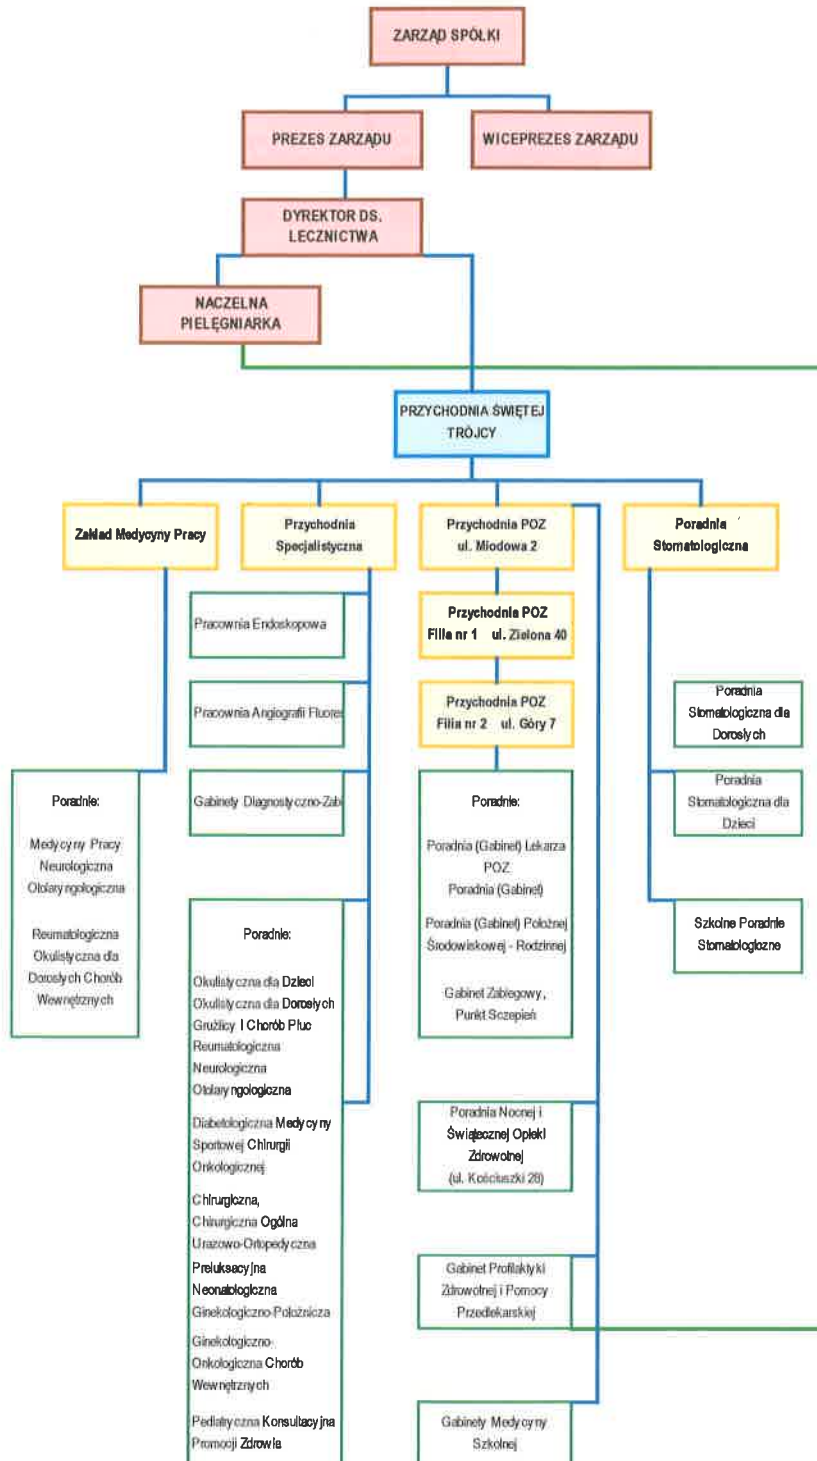 ZARZĄD SPÓŁKI
PREZES ZARZĄDU
WICEPREZES ZARZĄDU
DYREKTOR DS.
LECZNICTWA
NACZELNA
PIELĘGNIARKA
PRZYCHODNIA ŚWIĘTEJ
TRÓJCY
Zakład Medycyny Pracy
Przychodnia
Specjalistyczna
Przychodnia POZ
ul. Miodowa 2
Poradnia
Stomatologiczna
Pracownia Endoskopowa
Przychodnia POZ
Filia nr 1 ul. Zielona 40
Pracownia Angiografii Fluores
Przychodnia POZ
Filia nr 2 ul. Góry 7
Poradnia
Stomatologiczna dla
Dorosłych
Gabinety Diagnostyczno-Zab
Poradnia
Stomatologiczna dla
Dzieci
Szkolne Poradnie
Stomatologiczne
Poradnie:
Medycyny Pracy
Neurologiczna
Otolaryngologiczna
Reumatologiczna
Okulistyczna dla
Dorosłych Chorób
Wewnętrznych
Poradnie:
Okulistyczna dla Dzieci
Okulistyczna dla Dorosłych
Gruźlicy I Chorób Płuc
Reumatologiczna
Neurologiczna
Otolaryngologiczna
Diabetologiczna Medycyny
Sportowej Chirurgii
Onkologicznej
Chirurgiczna,
Chirurgiczna Ogólna
Urazowo-Ortopedyczna
Preluksacyjna
Neonatologiczna
Ginekologiczno-Położnicza
Ginekologiczno-
Onkologiczna Chorób
Wewnętrznych
Pediatryczna Konsultacyjna
Promocji Zdrowia
Poradnie:
Poradnia (Gabinet) Lekarza
POZ
Poradnia (Gabinet)
Poradnia (Gabinet) Położnej
Środowiskowej - Rodzinnej
Gabinet Zabiegowy,
Punkt Sczepień
Poradnia Nocnej i
Świątecznej Opieki
Zdrowotnej
(ul. Kościuszki 28)
Gabinet Profilaktyki
Zdrowotnej i Pomocy
Przedlekarskiej
Gabinety Medycyny
Szkolnej